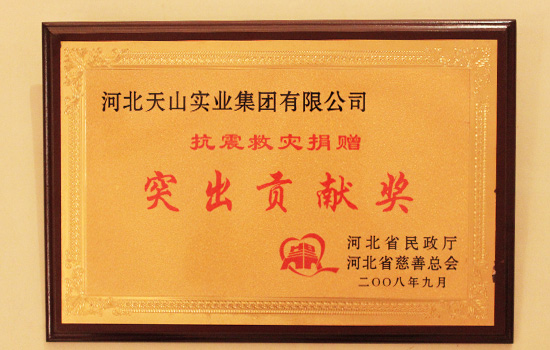 河北天山实业集团有限公司
抗震救灾捐赠
突出贡献奖
河北省民政厅
河北省慈善总会
二〇〇八年九月